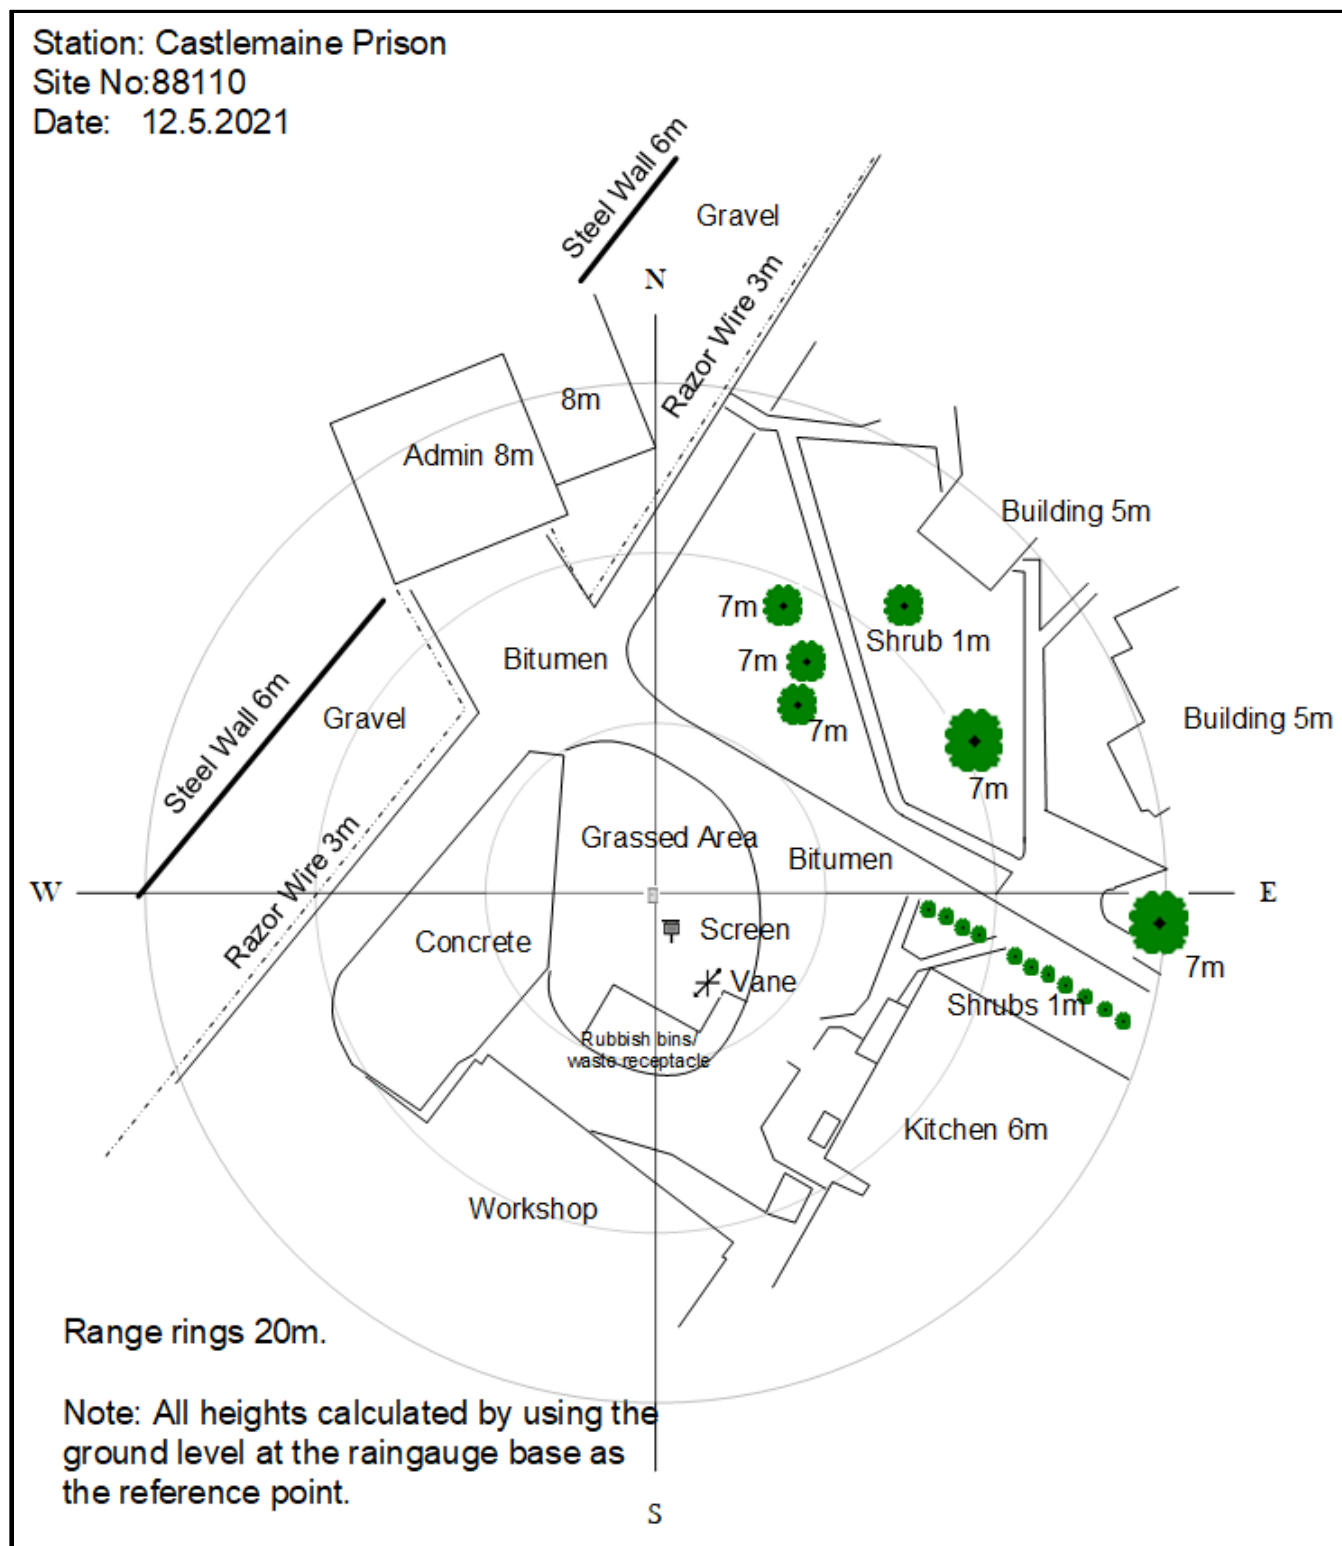 Station: Castlemaine Prison
Site No:88110
Date: 12.5.2021
Steel Wall 6m
Gravel
N
Razor Wire 3m
8m
Admin 8m
Building 5m
7m
Shrub 1m
7m
Bitumen
7m
Steel Wall 6m
Gravel
Building 5m
7m
Grassed Area
Bitumen
Razor Wire 3m
W
E
Concrete
Screen
7m
Vane
Shrubs 1m
Rubbish bins/
waste receptacle
Kitchen 6m
Workshop
Range rings 20m.
Note: All heights calculated by using the
ground level at the raingauge base as
the reference point.
S